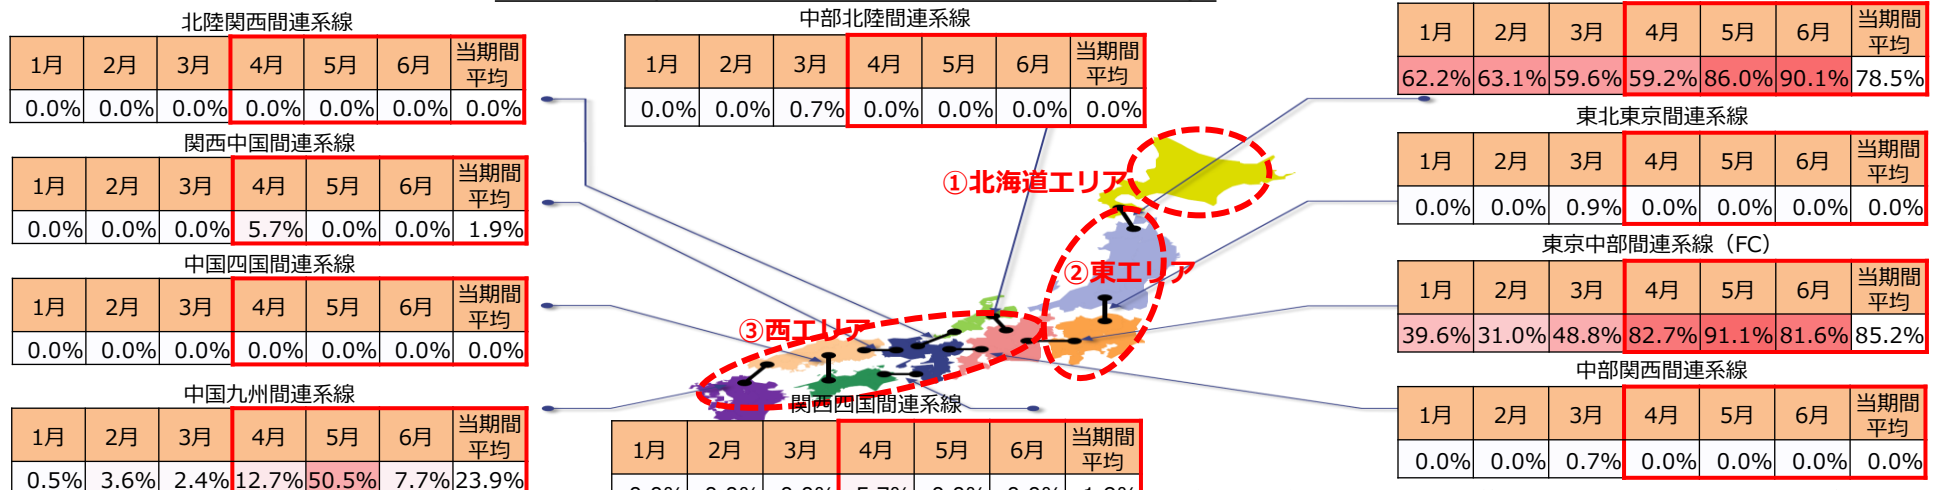 北陸関西間連系線
1月 2月 3月 4月 5月 6月 当期間平均
0.0% 0.0% 0.0% 0.0% 0.0% 0.0% 0.0%
関西中国間連系線
1月 2月 3月 4月 5月 6月 当期間平均
0.0% 0.0% 0.0% 5.7% 0.0% 0.0% 1.9%
中国四国間連系線
1月 2月 3月 4月 5月 6月 当期間平均
0.0% 0.0% 0.0% 0.0% 0.0% 0.0% 0.0%
中国九州間連系線
1月 2月 3月 4月 5月 6月 当期間平均
0.5% 3.6% 2.4% 12.7% 50.5% 7.7% 23.9%
中部北陸間連系線
1月 2月 3月 4月 5月 6月 当期間平均
0.0% 0.0% 0.7% 0.0% 0.0% 0.0% 0.0%
①北海道エリア
②東エリア
③西エリア
関西四国間連系線
1月 2月 3月 4月 5月 6月 当期間平均
1月 2月 3月 4月 5月 6月 当期間平均
62.2% 63.1% 59.6% 59.2% 86.0% 90.1% 78.5%
東北東京間連系線
1月 2月 3月 4月 5月 6月 当期間平均
0.0% 0.0% 0.9% 0.0% 0.0% 0.0% 0.0%
東京中部間連系線（FC）
1月 2月 3月 4月 5月 6月 当期間平均
39.6% 31.0% 48.8% 82.7% 91.1% 81.6% 85.2%
中部関西間連系線
1月 2月 3月 4月 5月 6月 当期間平均
0.0% 0.0% 0.7% 0.0% 0.0% 0.0% 0.0%